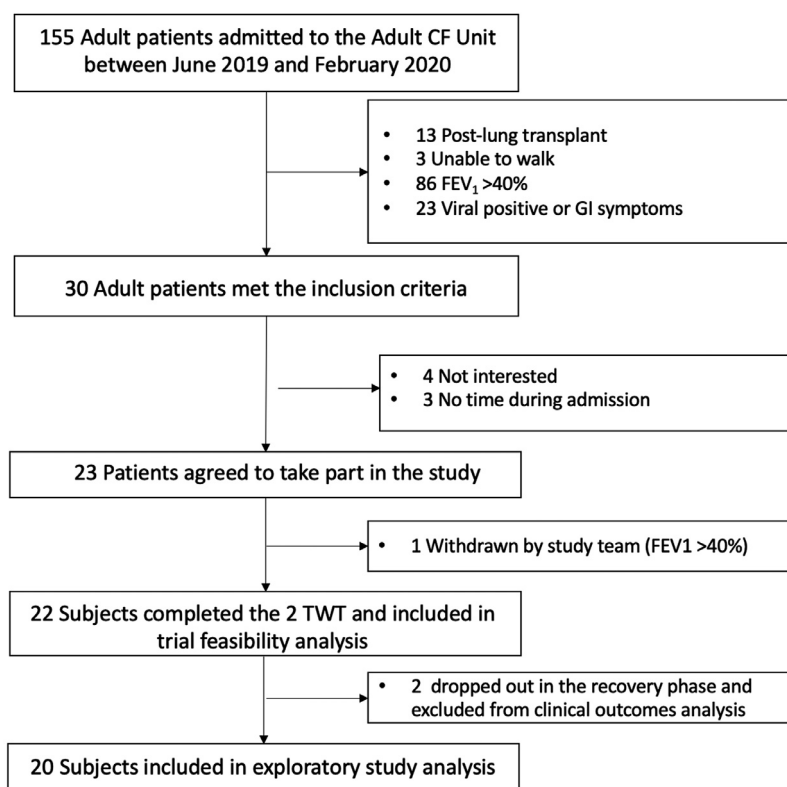 155 Adult patients admitted to the Adult CF Unit
between June 2019 and February 2020
• 13 Post-lung transplant
• 3 Unable to walk
• 86 FEV₁ >40%
• 23 Viral positive or GI symptoms
30 Adult patients met the inclusion criteria
• 4 Not interested
• 3 No time during admission
23 Patients agreed to take part in the study
• 1 Withdrawn by study team (FEV1 >40%)
22 Subjects completed the 2 TWT and included in
trial feasibility analysis
• 2 dropped out in the recovery phase and
excluded from clinical outcomes analysis
20 Subjects included in exploratory study analysis